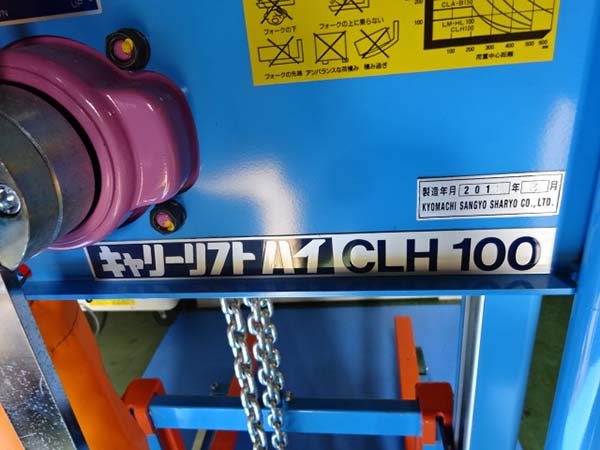 UP
CLA-B150
LM-HL 100
CLH100
100 200 300 400 500 600
荷重中心距離
フォークの下
フォークの上に乗らない
フォークの先端
アンバランスな荷積み
積み過ぎ
製造年月 201 年 月
KYOMACHI SANGYO SHARYO CO., LTD.
キャリーリフト ハイ CLH 100